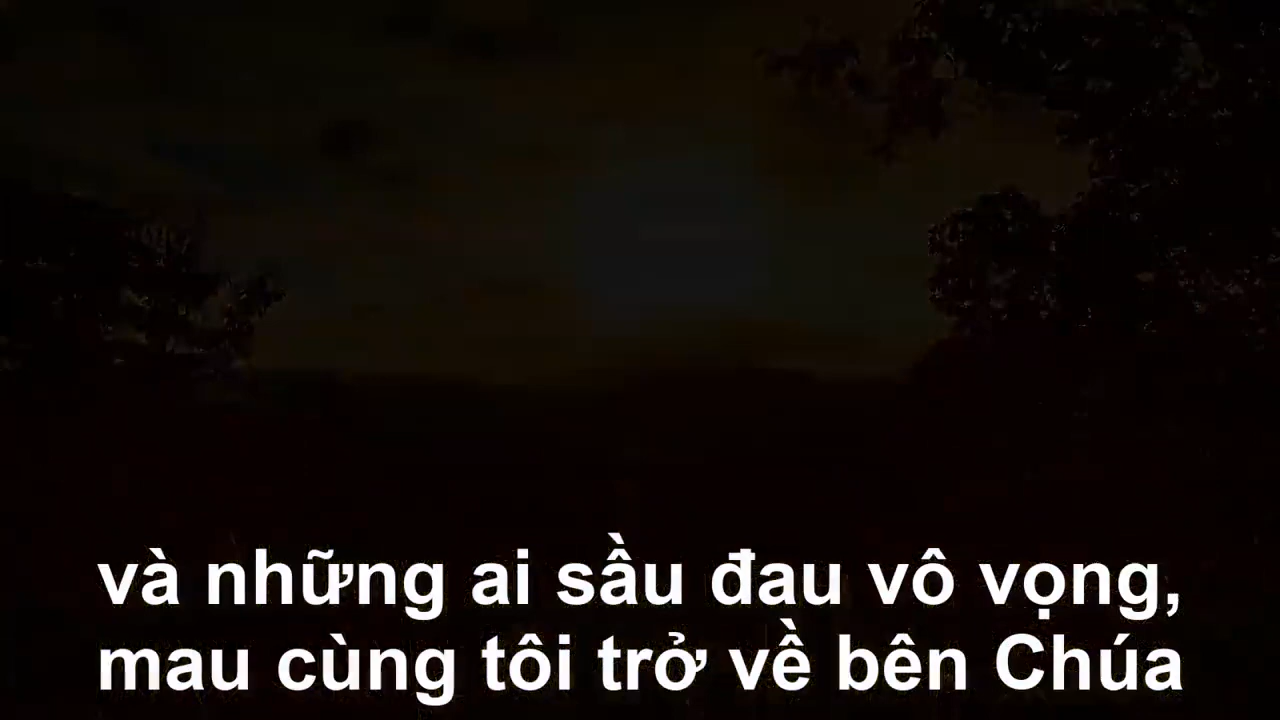 và những ai sầu đau vô vọng,
mau cùng tôi trở về bên Chúa